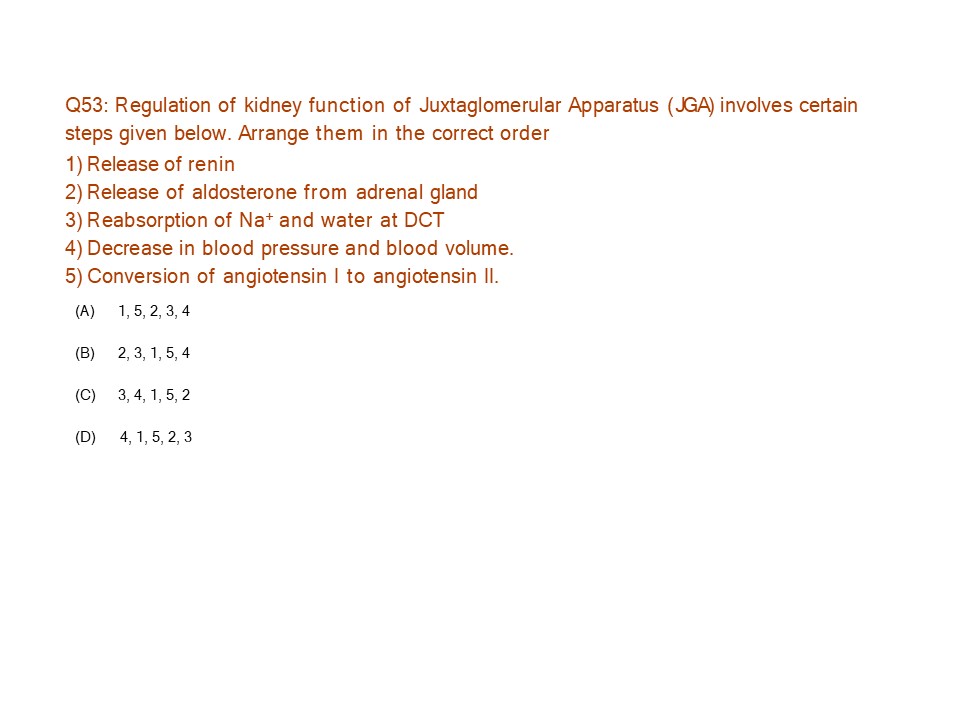 Q53: Regulation of kidney function of Juxtaglomerular Apparatus (JGA) involves certain
steps given below. Arrange them in the correct order
1) Release of renin
2) Release of aldosterone from adrenal gland
3) Reabsorption of Na⁺ and water at DCT
4) Decrease in blood pressure and blood volume.
5) Conversion of angiotensin I to angiotensin II.
(A) 1, 5, 2, 3, 4
(B) 2, 3, 1, 5, 4
(C) 3, 4, 1, 5, 2
(D) 4, 1, 5, 2, 3